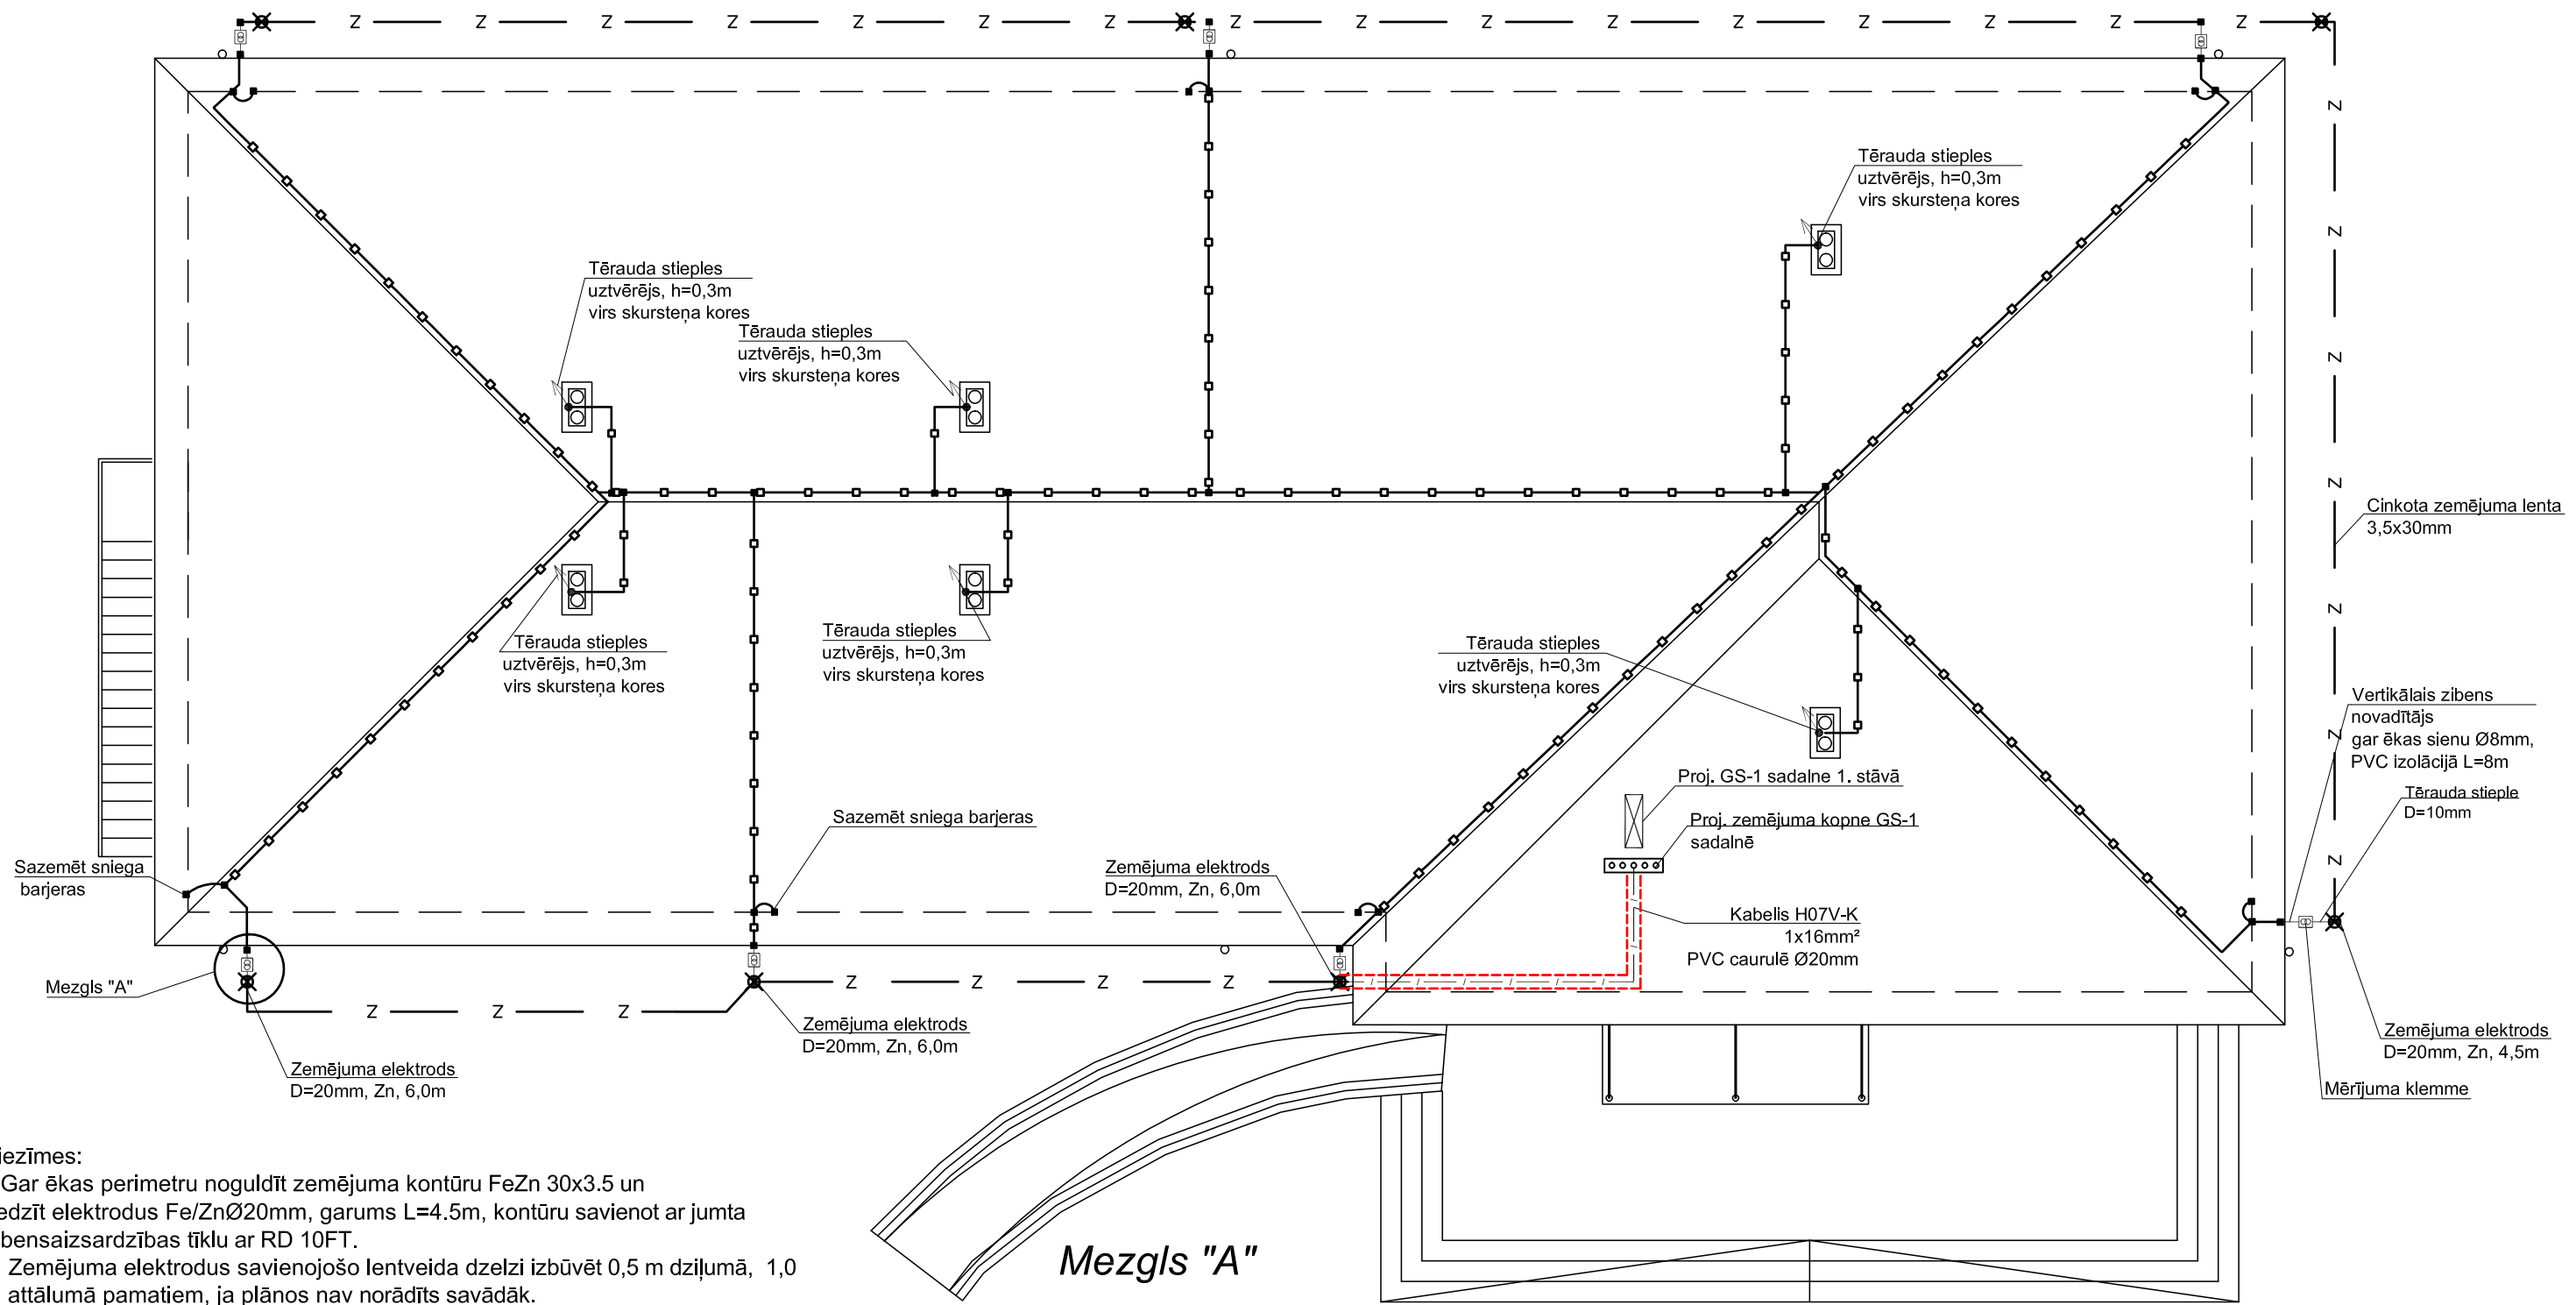 Z Z Z Z Z Z Z Z Z Z Z Z Z Z Z Z
Tērauda stieples
uztvērējs, h=0,3m
virs skursteņa kores
Tērauda stieples
uztvērējs, h=0,3m
virs skursteņa kores
Tērauda stieples
uztvērējs, h=0,3m
virs skursteņa kores
Z
Z
Z
Z
Z
Z
Z
Cinkota zemējuma lenta
3,5x30mm
Tērauda stieples
uztvērējs, h=0,3m
virs skursteņa kores
Tērauda stieples
uztvērējs, h=0,3m
virs skursteņa kores
Tērauda stieples
uztvērējs, h=0,3m
virs skursteņa kores
Vertikālais zibens
novadītājs
gar ēkas sienu Ø8mm,
PVC izolācijā L=8m
Tērauda stieple
D=10mm
Proj. GS-1 sadalne 1. stāvā
Proj. zemējuma kopne GS-1
sadalnē
Sazemēt sniega barjeras
Sazemēt sniega
barjeras
Zemējuma elektrods
D=20mm, Zn, 6,0m
Kabelis H07V-K
1x16mm²
PVC caurulē Ø20mm
Mezgls "A"
Z Z Z Z
Z Z Z
Zemējuma elektrods
D=20mm, Zn, 6,0m
Zemējuma elektrods
D=20mm, Zn, 6,0m
Zemējuma elektrods
D=20mm, Zn, 4,5m
Mērījuma klemme
iezīmes:
Gar ēkas perimetru noguldīt zemējuma kontūru FeZn 30x3.5 un
edzīt elektrodus Fe/ZnØ20mm, garums L=4.5m, kontūru savienot ar jumta
bensaizsardzības tīklu ar RD 10FT.
Zemējuma elektrodus savienojošo lentveida dzelzi izbūvēt 0,5 m dziļumā, 1,0
attālumā pamatiem, ja plānos nav norādīts savādāk.
Mezgls "A"